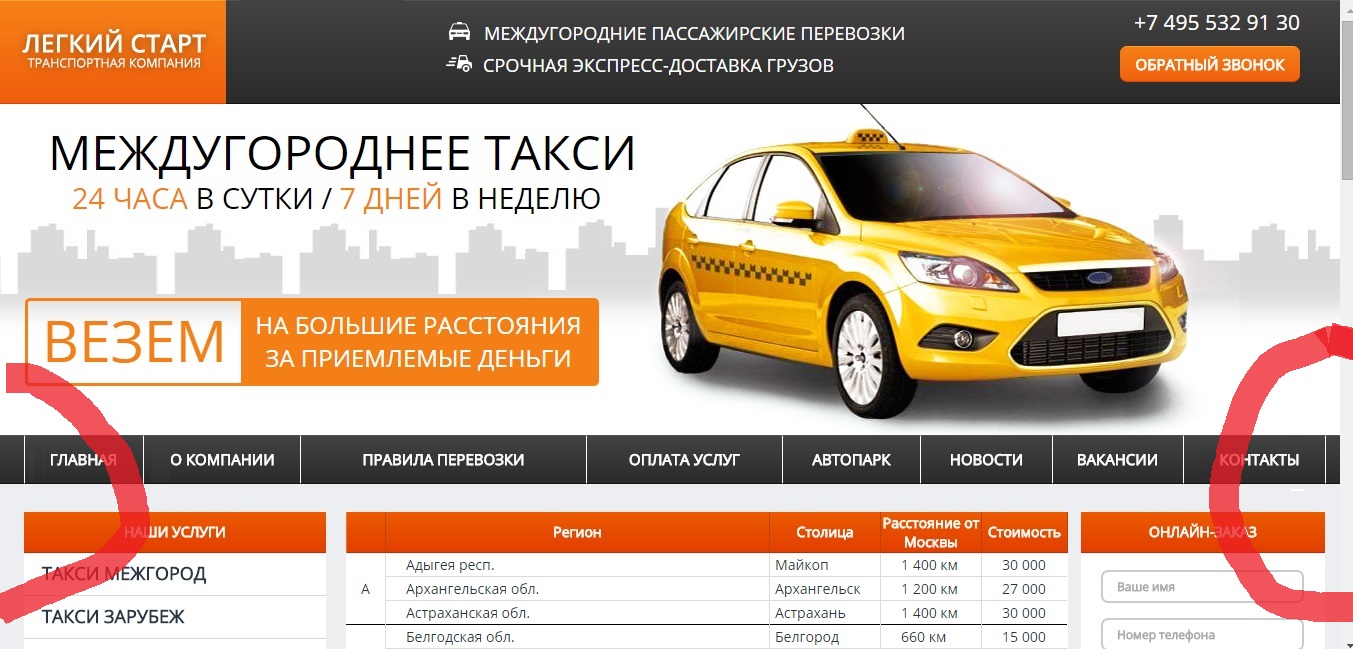 ЛЕГКИЙ СТАРТ
ТРАНСПОРТНАЯ КОМПАНИЯ
МЕЖДУГОРОДНИЕ ПАССАЖИРСКИЕ ПЕРЕВОЗКИ
СРОЧНАЯ ЭКСПРЕСС-ДОСТАВКА ГРУЗОВ
+7 495 532 91 30
ОБРАТНЫЙ ЗВОНОК
МЕЖДУГОРОДНЕЕ ТАКСИ
24 ЧАСА В СУТКИ / 7 ДНЕЙ В НЕДЕЛЮ
ВЕЗЕМ
НА БОЛЬШИЕ РАССТОЯНИЯ
ЗА ПРИЕМЛЕМЫЕ ДЕНЬГИ
ГЛАВНАЯ О КОМПАНИИ ПРАВИЛА ПЕРЕВОЗКИ ОПЛАТА УСЛУГ АВТОПАРК НОВОСТИ ВАКАНСИИ КОНТАКТЫ
НАШИ УСЛУГИ
ТАКСИ МЕЖГОРОД
ТАКСИ ЗАРУБЕЖ
Регион Столица Расстояние от Москвы Стоимость
А Адыгея респ. Майкоп 1 400 км 30 000
Архангельская обл. Архангельск 1 200 км 27 000
Астраханская обл. Астрахань 1 400 км 30 000
Белгодская обл. Белгород 660 км 15 000
ОНЛАЙН-ЗАКАЗ
Ваше имя
Номер телефона